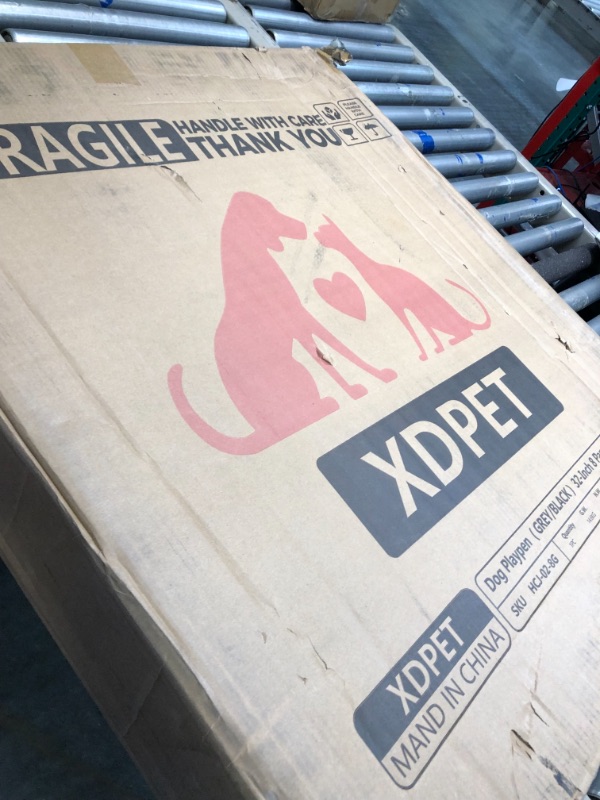 RAGILE HANDLE WITH CARE
THANK YOU
XDPET
Dog Playpen ( GREY/BLACK ) 32-Inch 8
SKU HCJ-02-8G
Quantity
XDPET
MAND IN CHINA